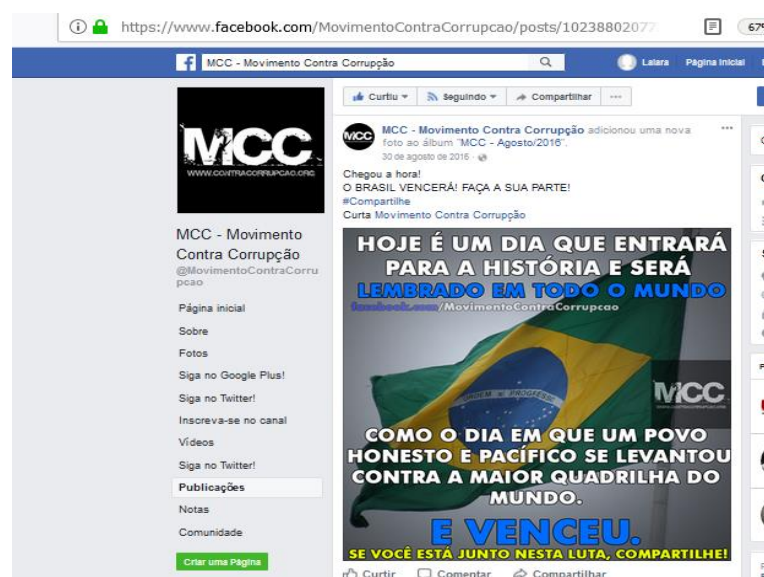 https://www.facebook.com/MovimentoContraCorrupcao/posts/10238802077
67%
MCC - Movimento Contra Corrupção
Laiara
Página Inicial
Curtiu
Seguindo
Compartilhar
MCC
WWW.CONTRACORRUPCAO.ORG
MCC - Movimento
Contra Corrupção
@MovimentoContraCorru
pcao
Página inicial
Sobre
Fotos
Siga no Google Plus!
Siga no Twitter!
Inscreva-se no canal
Vídeos
Siga no Twitter!
Publicações
Notas
Comunidade
Criar uma Página
MCC
MCC - Movimento Contra Corrupção adicionou uma nova
foto ao álbum "MCC - Agosto/2016".
30 de agosto de 2016
Chegou a hora!
O BRASIL VENCERÁ! FAÇA A SUA PARTE!
#Compartilhe
Curta Movimento Contra Corrupção
HOJE É UM DIA QUE ENTRARÁ
PARA A HISTÓRIA E SERÁ
LEMBRADO EM TODO O MUNDO
facebook.com/MovimentoContraCorrupcao
ORDEM E PROGRESSO
MCC
WWW.CONTRACORRUPCAO.ORG
COMO O DIA EM QUE UM POVO
HONESTO E PACÍFICO SE LEVANTOU
CONTRA A MAIOR QUADRILHA DO
MUNDO.
E VENCEU.
SE VOCÊ ESTÁ JUNTO NESTA LUTA, COMPARTILHE!
Curtir
Comentar
Compartilhar